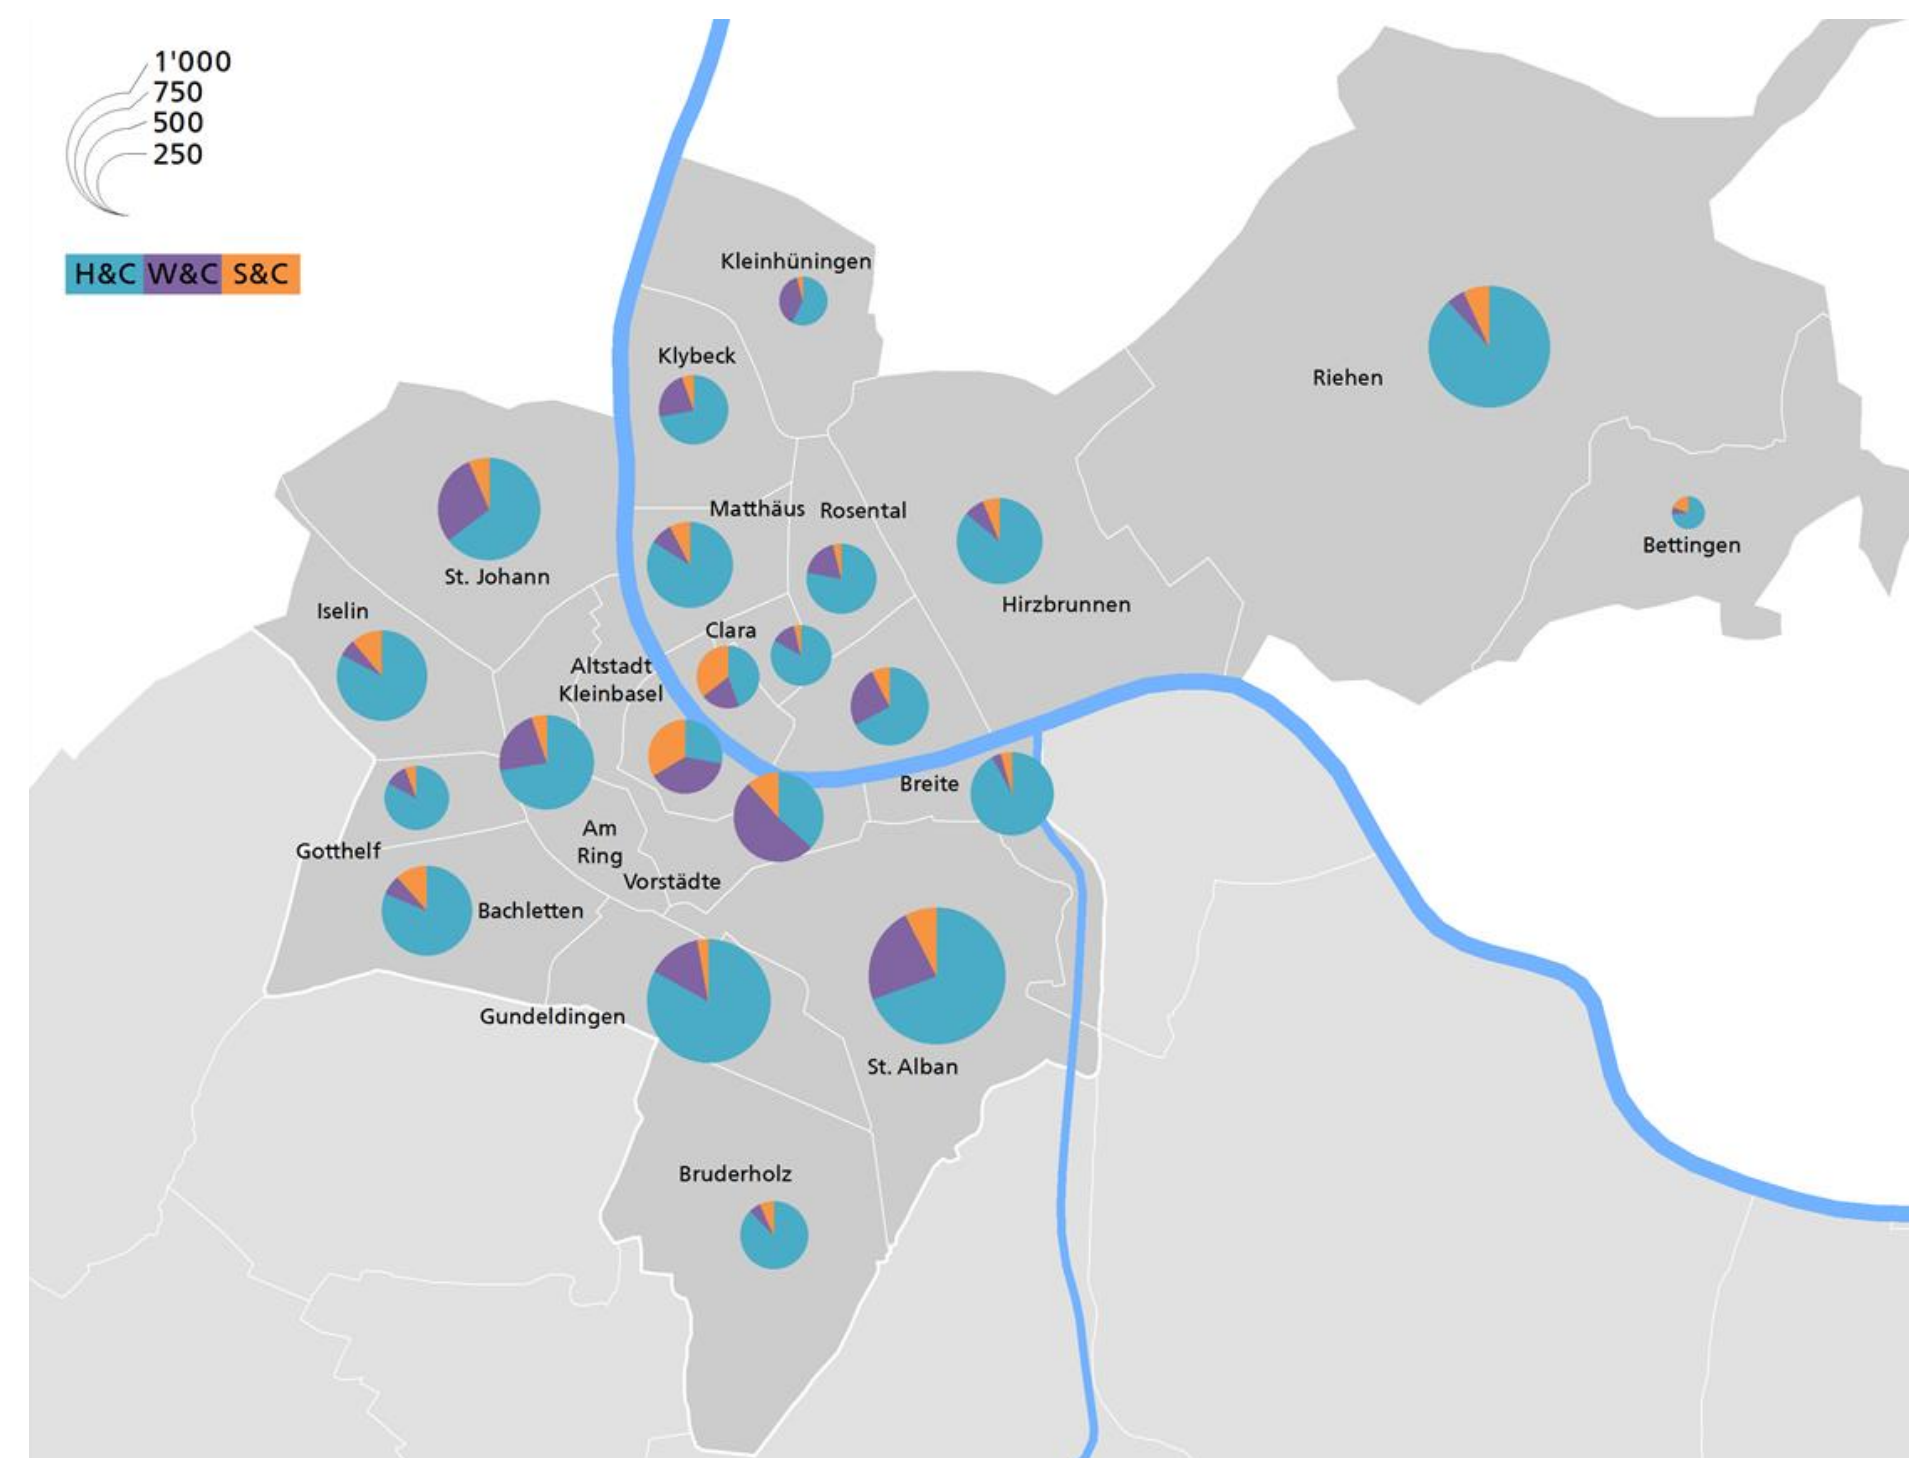 1'000
750
500
250
H&C W&C S&C
Kleinhüningen
Klybeck
Riehen
Matthäus
Rosental
Bettingen
St. Johann
Hirzbrunnen
Iselin
Clara
Altstadt
Kleinbasel
Breite
Am
Ring
Gotthelf
Vorstädte
Bachletten
Gundeldingen
St. Alban
Bruderholz